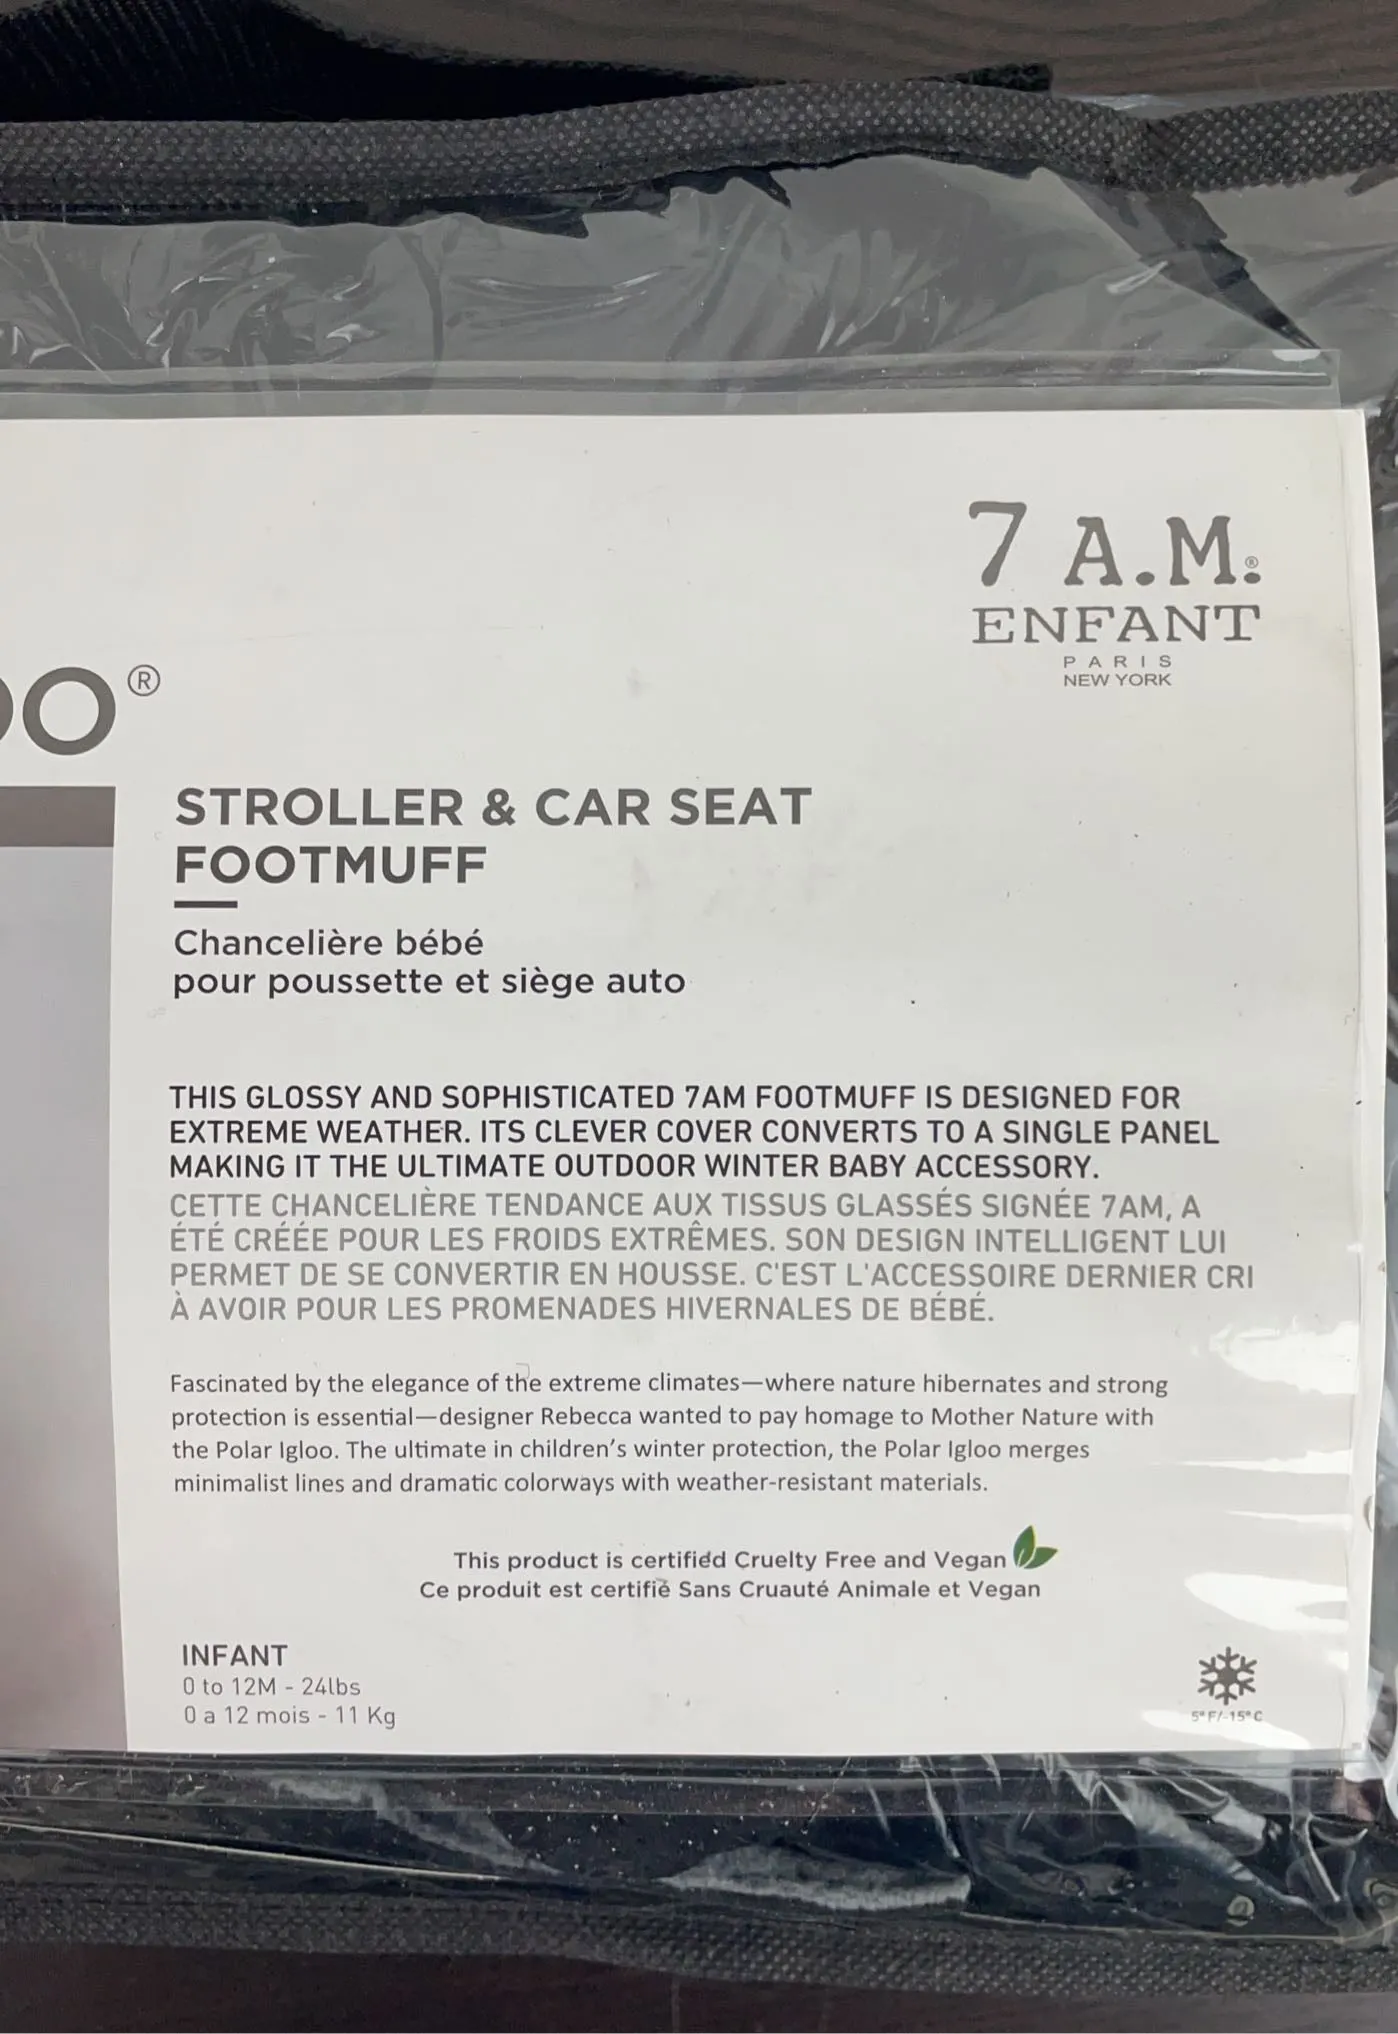 7 A.M.®
ENFANT
PARIS
NEW YORK
OO®
STROLLER & CAR SEAT
FOOTMUFF
Chancelière bébé
pour poussette et siège auto
THIS GLOSSY AND SOPHISTICATED 7AM FOOTMUFF IS DESIGNED FOR
EXTREME WEATHER. ITS CLEVER COVER CONVERTS TO A SINGLE PANEL
MAKING IT THE ULTIMATE OUTDOOR WINTER BABY ACCESSORY.
CETTE CHANCELIÈRE TENDANCE AUX TISSUS GLASSÉS SIGNÉE 7AM, A
ÉTÉ CRÉÉE POUR LES FROIDS EXTRÊMES. SON DESIGN INTELLIGENT LUI
PERMET DE SE CONVERTIR EN HOUSSE. C'EST L'ACCESSOIRE DERNIER CRI
À AVOIR POUR LES PROMENADES HIVERNALES DE BÉBÉ.
Fascinated by the elegance of the extreme climates—where nature hibernates and strong
protection is essential—designer Rebecca wanted to pay homage to Mother Nature with
the Polar Igloo. The ultimate in children's winter protection, the Polar Igloo merges
minimalist lines and dramatic colorways with weather-resistant materials.
This product is certified Cruelty Free and Vegan
Ce produit est certifié Sans Cruauté Animale et Vegan
INFANT
0 to 12M - 24lbs
0 a 12 mois - 11 Kg
5°F/-15°C